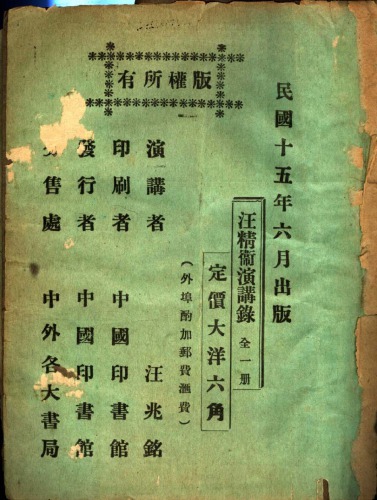 版權所有
民國十五年六月出版
汪精衞演講錄 全一册
定價大洋六角
(外埠酌加郵費滙費)
演講者 汪兆銘
印刷者 中國印書館
發行者 中國印書館
售處 中外各大書局